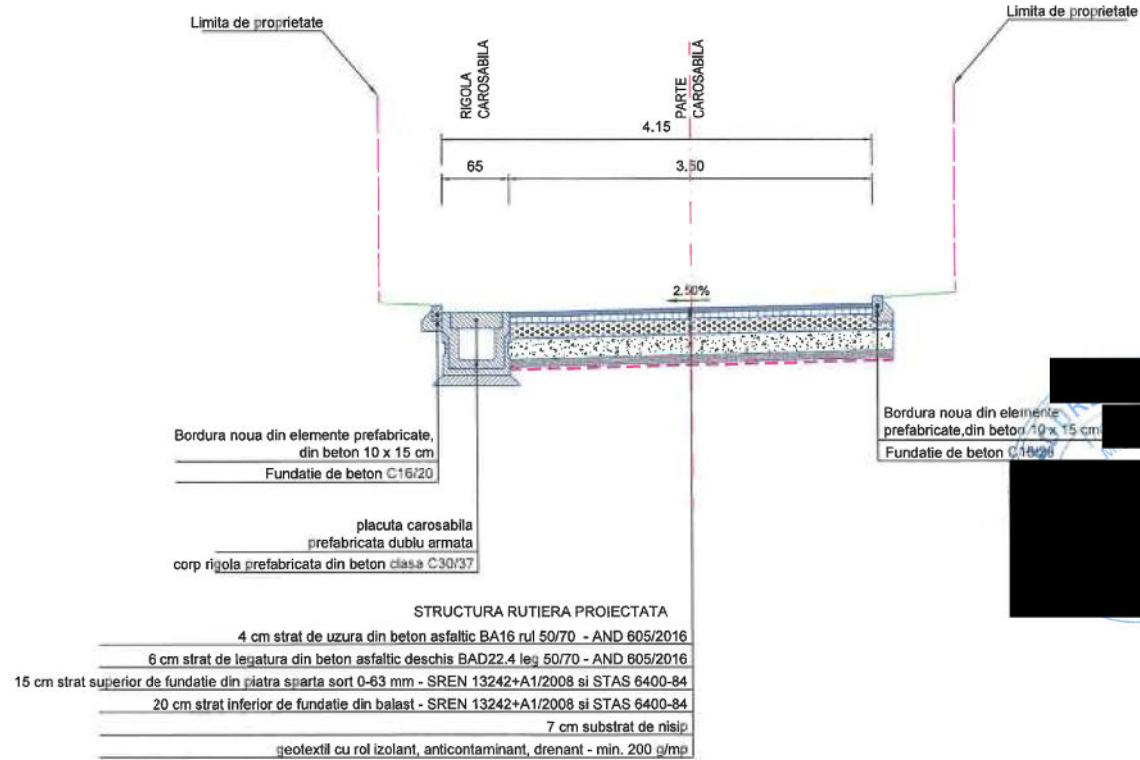 Limita de proprietate
Limita de proprietate
RIGOLA
CAROSABILA
PARTE
CAROSABILA
4.15
65
3.50
2.50%
Bordura noua din elemente prefabricate,
din beton 10 x 15 cm
Fundatie de beton C16/20
Bordura noua din elemente
prefabricate,din beton 10 x 15 cm
Fundatie de beton C16/20
placuta carosabila
prefabricata dublu armata
corp rigola prefabricata din beton clasa C30/37
STRUCTURA RUTIERA PROIECTATA
4 cm strat de uzura din beton asfaltic BA16 rul 50/70 - AND 605/2016
6 cm strat de legatura din beton asfaltic deschis BAD22.4 leg 50/70 - AND 605/2016
15 cm strat superior de fundatie din piatra sparta sort 0-63 mm - SREN 13242+A1/2008 si STAS 6400-84
20 cm strat inferior de fundatie din balast - SREN 13242+A1/2008 si STAS 6400-84
7 cm substrat de nisip
geotextil cu rol izolant, anticontaminant, drenant - min. 200 g/mp